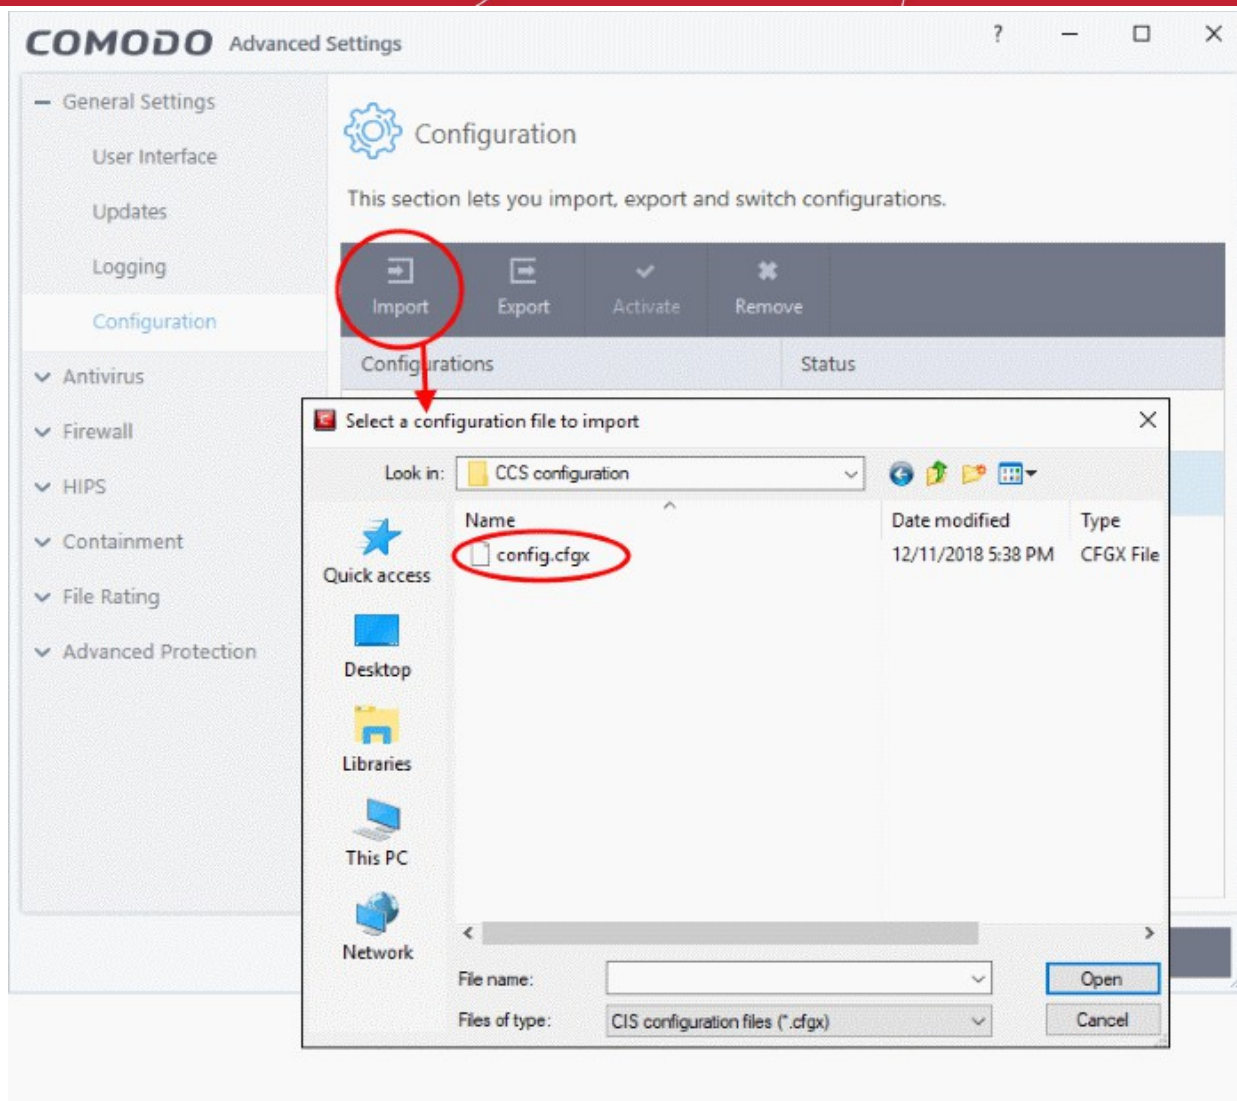 COMODO Advanced Settings ?
General Settings
User Interface
Updates
Logging
Configuration
Antivirus
Firewall
HIPS
Containment
File Rating
Advanced Protection
Configuration
This section lets you import, export and switch configurations.
Import Export Activate Remove
Configurations Status
Select a configuration file to import
Look in: CCS configuration
Quick access
Desktop
Libraries
This PC
Network
Name Date modified Type
config.cfgx 12/11/2018 5:38 PM CFGX File
File name: Open
Files of type: CIS configuration files (*.cfgx) Cancel